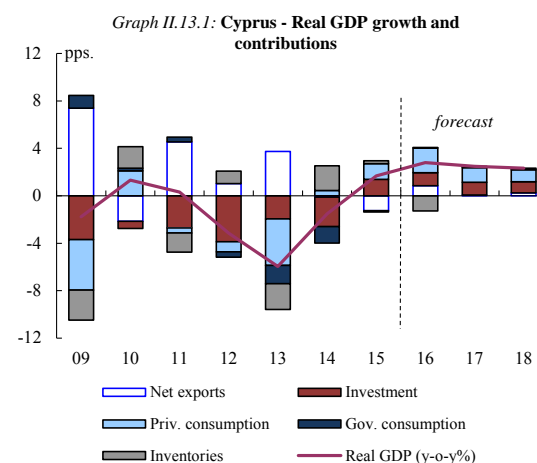 Graph II.13.1: Cyprus - Real GDP growth and
contributions
pps.
12
8
4
0
-4
-8
-12
forecast
09 10 11 12 13 14 15 16 17 18
Net exports Investment
Priv. consumption Gov. consumption
Inventories Real GDP (y-o-y%)